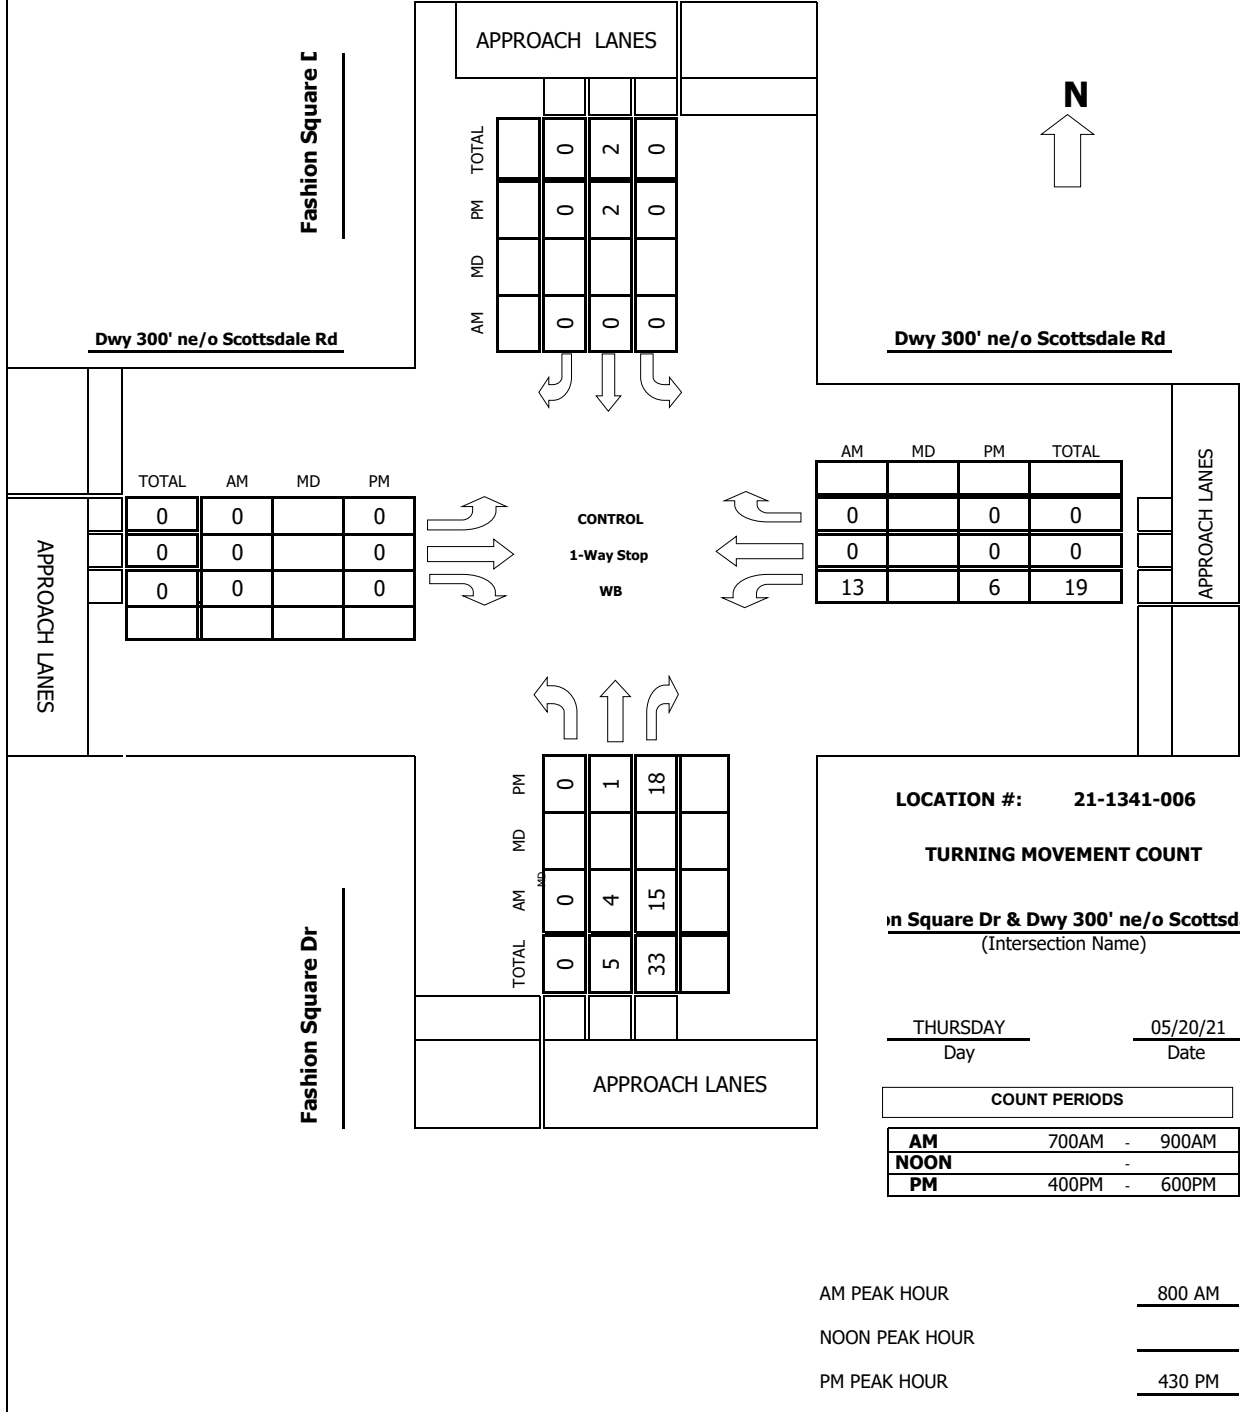 APPROACH LANES
Fashion Square D
N
TOTAL 0 2 0
PM 0 2 0
MD
AM 0 0 0
Dwy 300' ne/o Scottsdale Rd
Dwy 300' ne/o Scottsdale Rd
TOTAL AM MD PM
0 0 0
0 0 0
0 0 0
APPROACH LANES
CONTROL
1-Way Stop
WB
AM MD PM TOTAL
0 0 0
0 0 0
13 6 19
APPROACH LANES
PM 0 1 18
MD
MD
AM 0 4 15
TOTAL 0 5 33
Fashion Square Dr
APPROACH LANES
LOCATION #: 21-1341-006
TURNING MOVEMENT COUNT
on Square Dr & Dwy 300' ne/o Scottsd
(Intersection Name)
THURSDAY 05/20/21
Day Date
COUNT PERIODS
AM 700AM - 900AM
NOON -
PM 400PM - 600PM
AM PEAK HOUR 800 AM
NOON PEAK HOUR
PM PEAK HOUR 430 PM